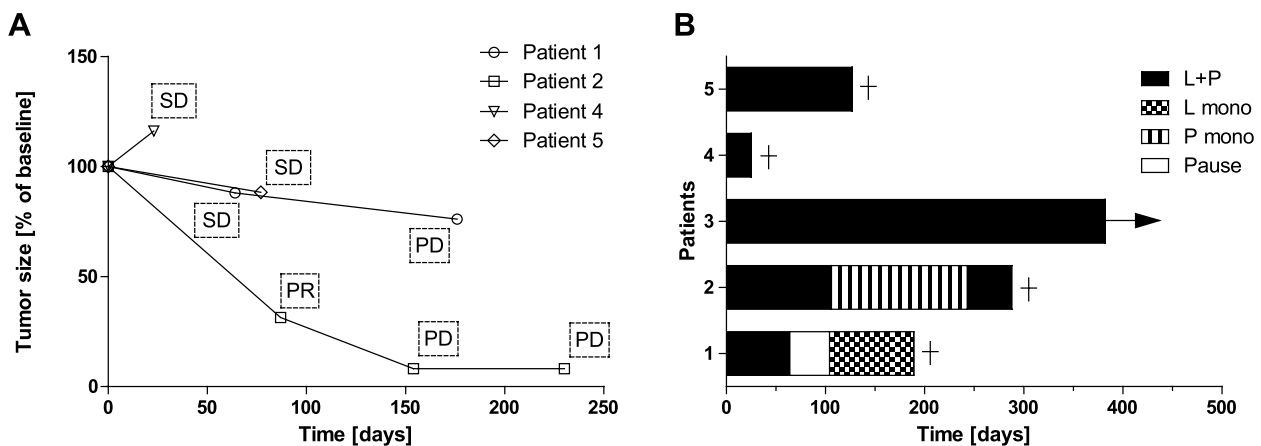 A
Tumor size [% of baseline]
150
100
50
0
0 50 100 150 200 250
Time [days]
Patient 1
Patient 2
Patient 4
Patient 5
SD
SD
SD
PD
PR
PD
PD
B
Patients
5
4
3
2
1
0 100 200 300 400 500
Time [days]
L+P
L mono
P mono
Pause